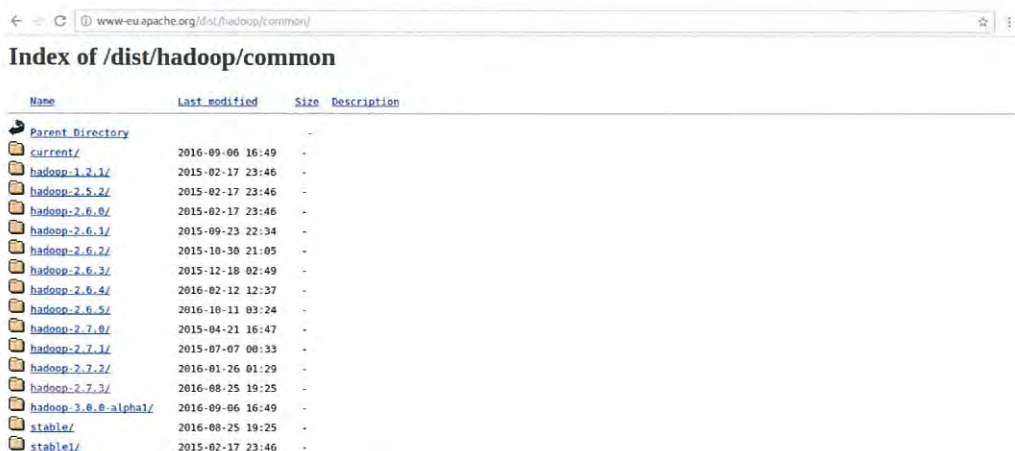 www-eu.apache.org/dist/hadoop/common/
Index of /dist/hadoop/common
Name Last modified Size Description
Parent Directory -
current/ 2016-09-06 16:49 -
hadoop-1.2.1/ 2015-02-17 23:46 -
hadoop-2.5.2/ 2015-02-17 23:46 -
hadoop-2.6.0/ 2015-02-17 23:46 -
hadoop-2.6.1/ 2015-09-23 22:34 -
hadoop-2.6.2/ 2015-10-30 21:05 -
hadoop-2.6.3/ 2015-12-18 02:49 -
hadoop-2.6.4/ 2016-02-12 12:37 -
hadoop-2.6.5/ 2016-10-11 03:24 -
hadoop-2.7.0/ 2015-04-21 16:47 -
hadoop-2.7.1/ 2015-07-07 00:33 -
hadoop-2.7.2/ 2016-01-26 01:29 -
hadoop-2.7.3/ 2016-08-25 19:25 -
hadoop-3.0.0-alpha1/ 2016-09-06 16:49 -
stable/ 2016-08-25 19:25 -
stable1/ 2015-02-17 23:46 -